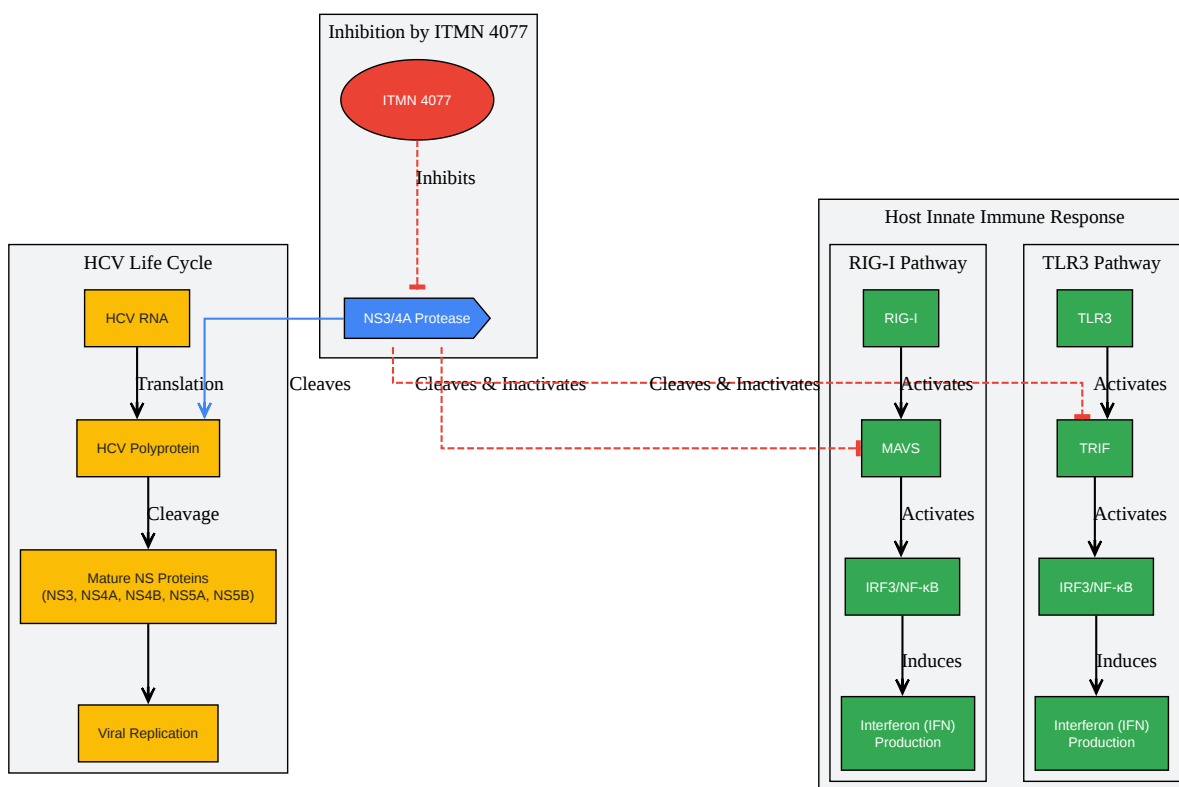 Inhibition by ITMN 4077
ITMN 4077
Inhibits
NS3/4A Protease
HCV Life Cycle
HCV RNA
Translation
Cleaves
HCV Polyprotein
Cleavage
Mature NS Proteins
(NS3, NS4A, NS4B, NS5A, NS5B)
Viral Replication
Cleaves & Inactivates
Cleaves & Inactivates
Host Innate Immune Response
RIG-I Pathway
RIG-I
Activates
MAVS
Activates
IRF3/NF-κB
Induces
Interferon (IFN)
Production
TLR3 Pathway
TLR3
Activates
TRIF
Activates
IRF3/NF-κB
Induces
Interferon (IFN)
Production